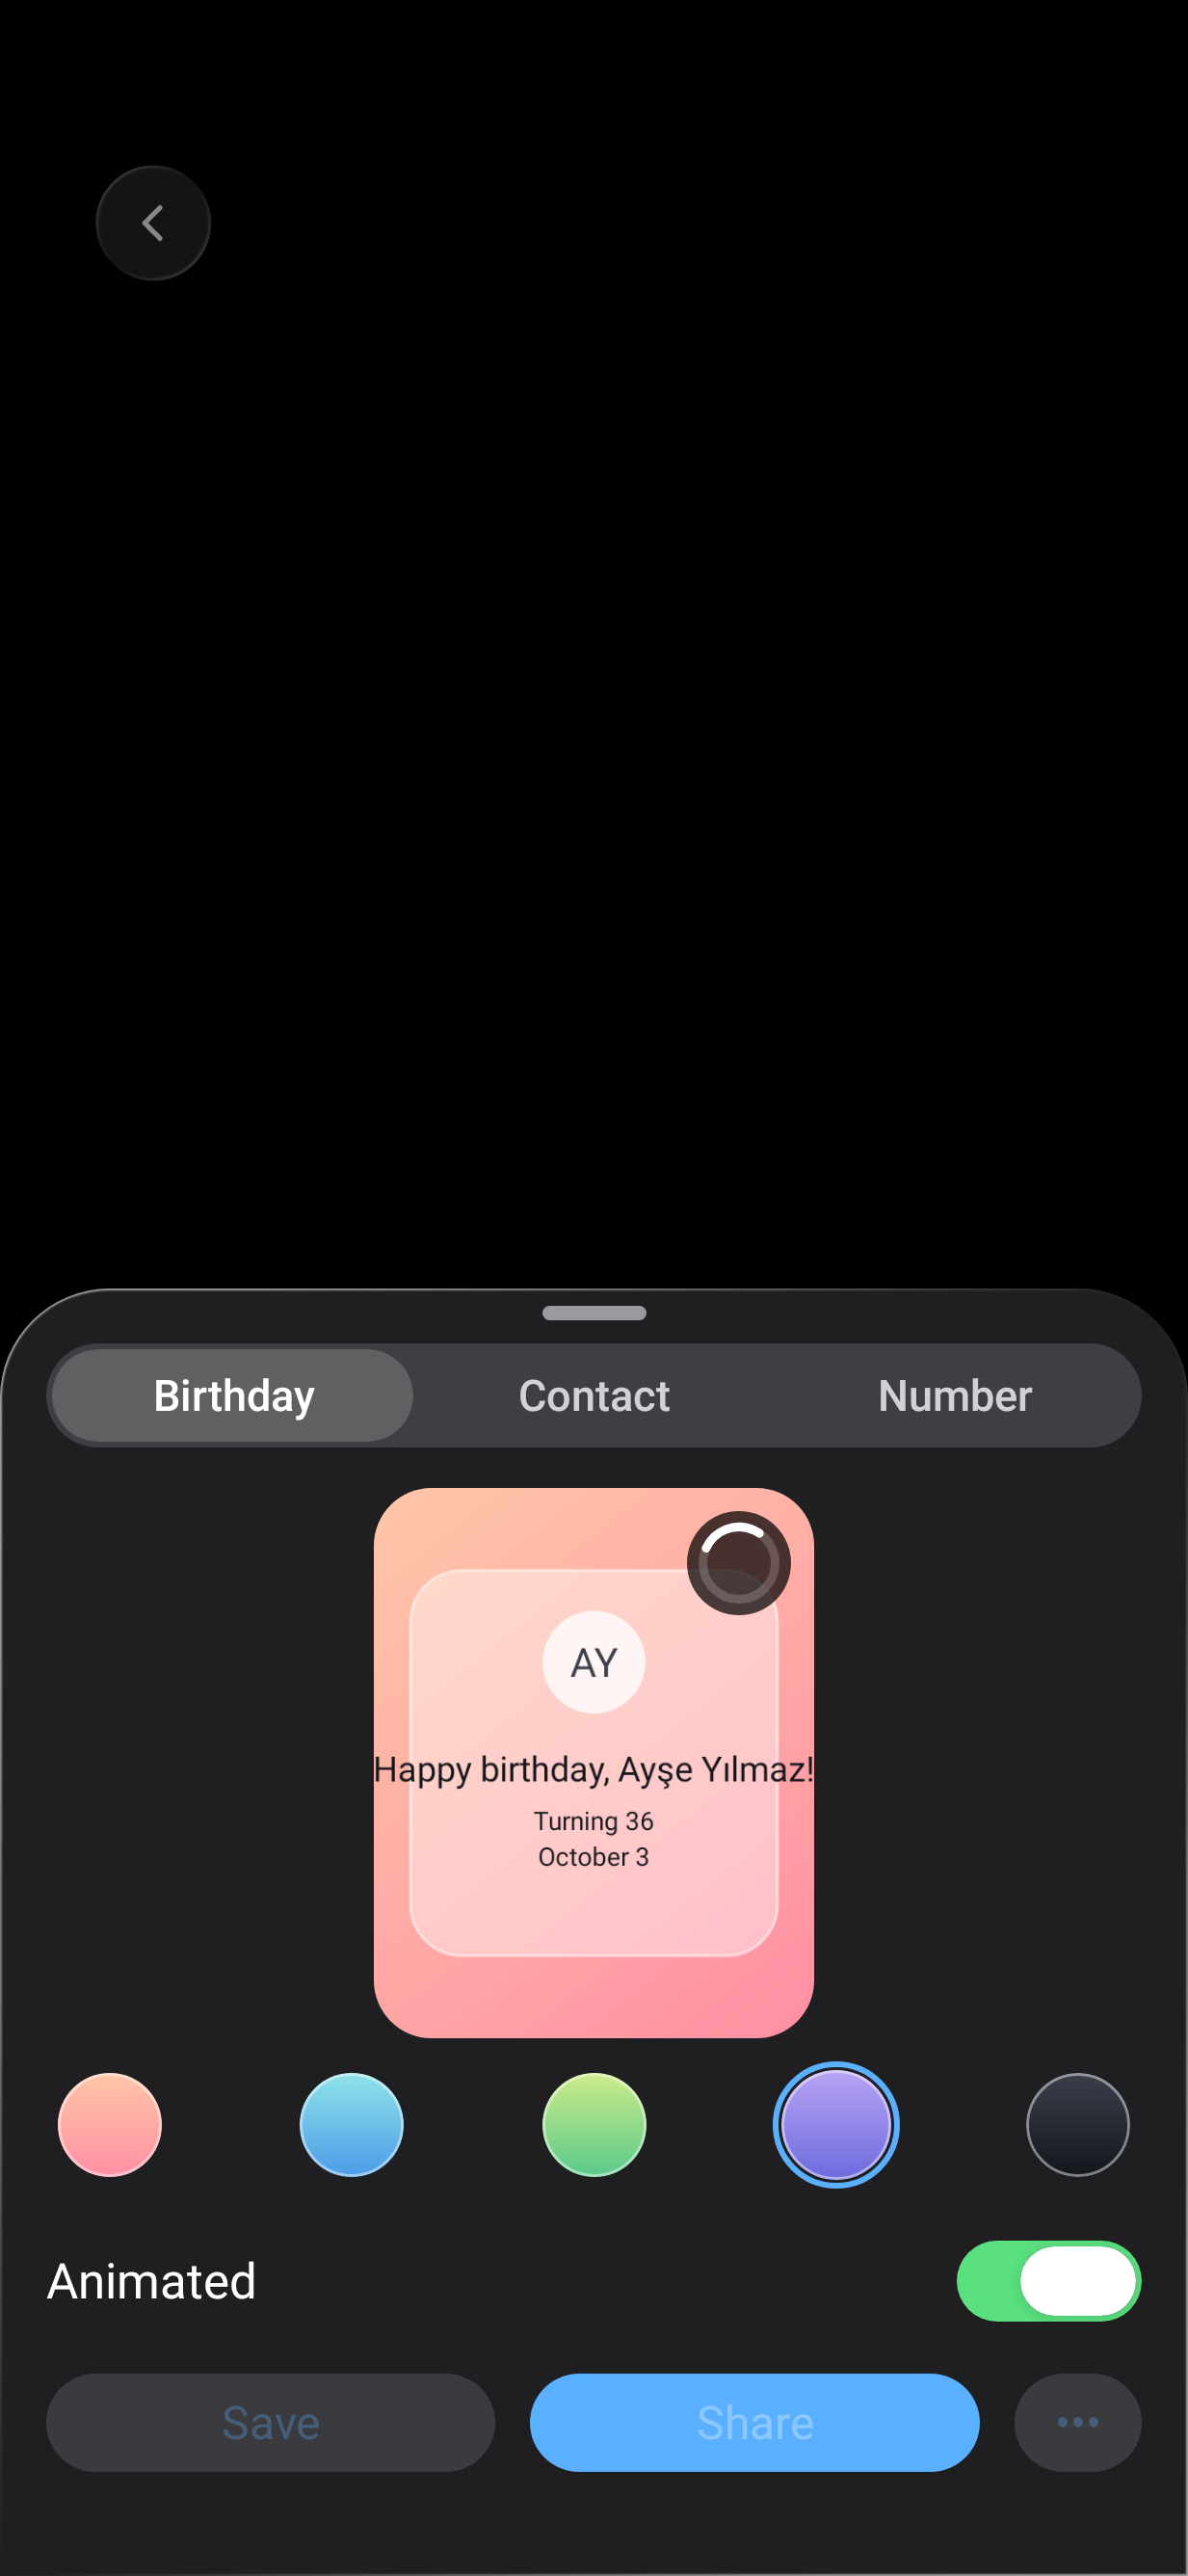 Birthday Contact Number
AY
Happy birthday, Ayşe Yılmaz!
Turning 36
October 3
Animated
Save Share